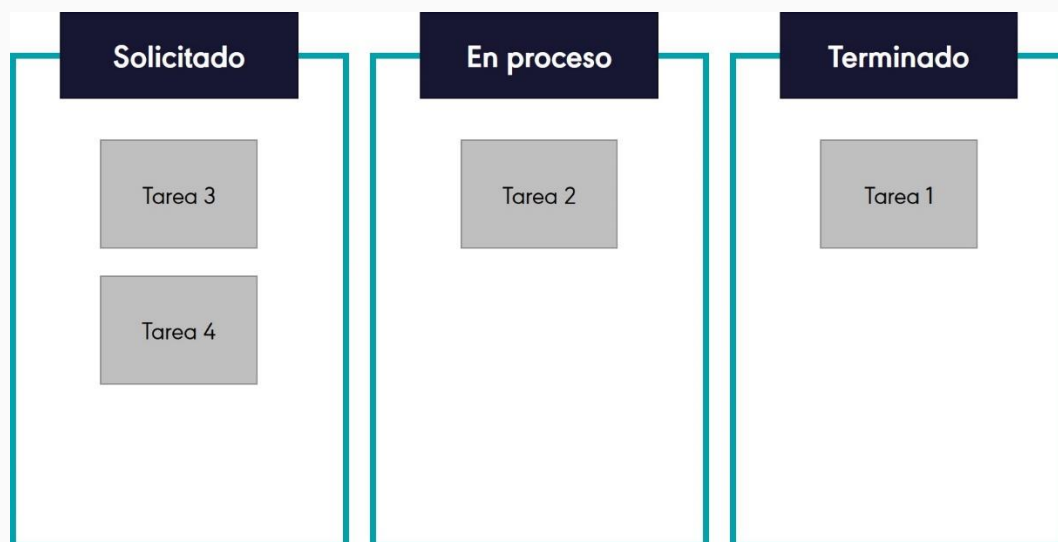 Solicitado
Tarea 3
Tarea 4
En proceso
Tarea 2
Terminado
Tarea 1